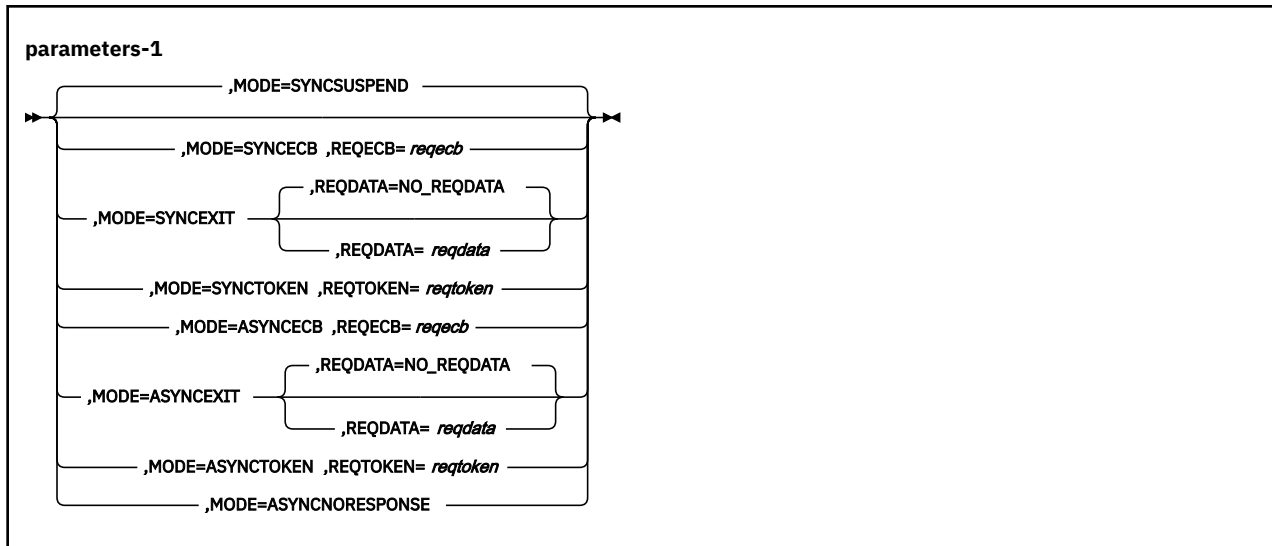 parameters-1
,MODE=SYNCSUSPEND
,MODE=SYNCECB ,REQECB= reqecb
,REQDATA=NO_REQDATA
,MODE=SYNCEXIT
,REQDATA= reqdata
,MODE=SYNCTOKEN ,REQTOKEN= reqtoken
,MODE=ASYNCECB ,REQECB= reqecb
,REQDATA=NO_REQDATA
,MODE=ASYNCEXIT
,REQDATA= reqdata
,MODE=ASYNCTOKEN ,REQTOKEN= reqtoken
,MODE=ASYNCNORESPONSE